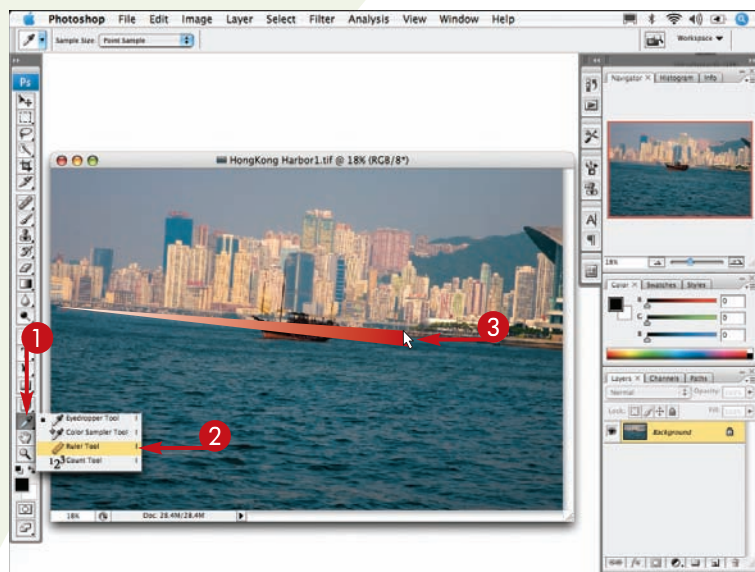 Photoshop File Edit Image Layer Select Filter Analysis View Window Help
Sample Size: Point Sample
Workspace
Ps
Navigator Histogram Info
HongKong Harbor1.tif @ 18% (RGB/8*)
A
18%
Color Swatches Styles
R 0
G 0
B 0
1
3
Layers Channels Paths
Normal Opacity:
Lock: Fill:
Background
Eyedropper Tool I
Color Sampler Tool I
Ruler Tool I
2
123 Count Tool I
18% Doc: 28.4M/28.4M
fx